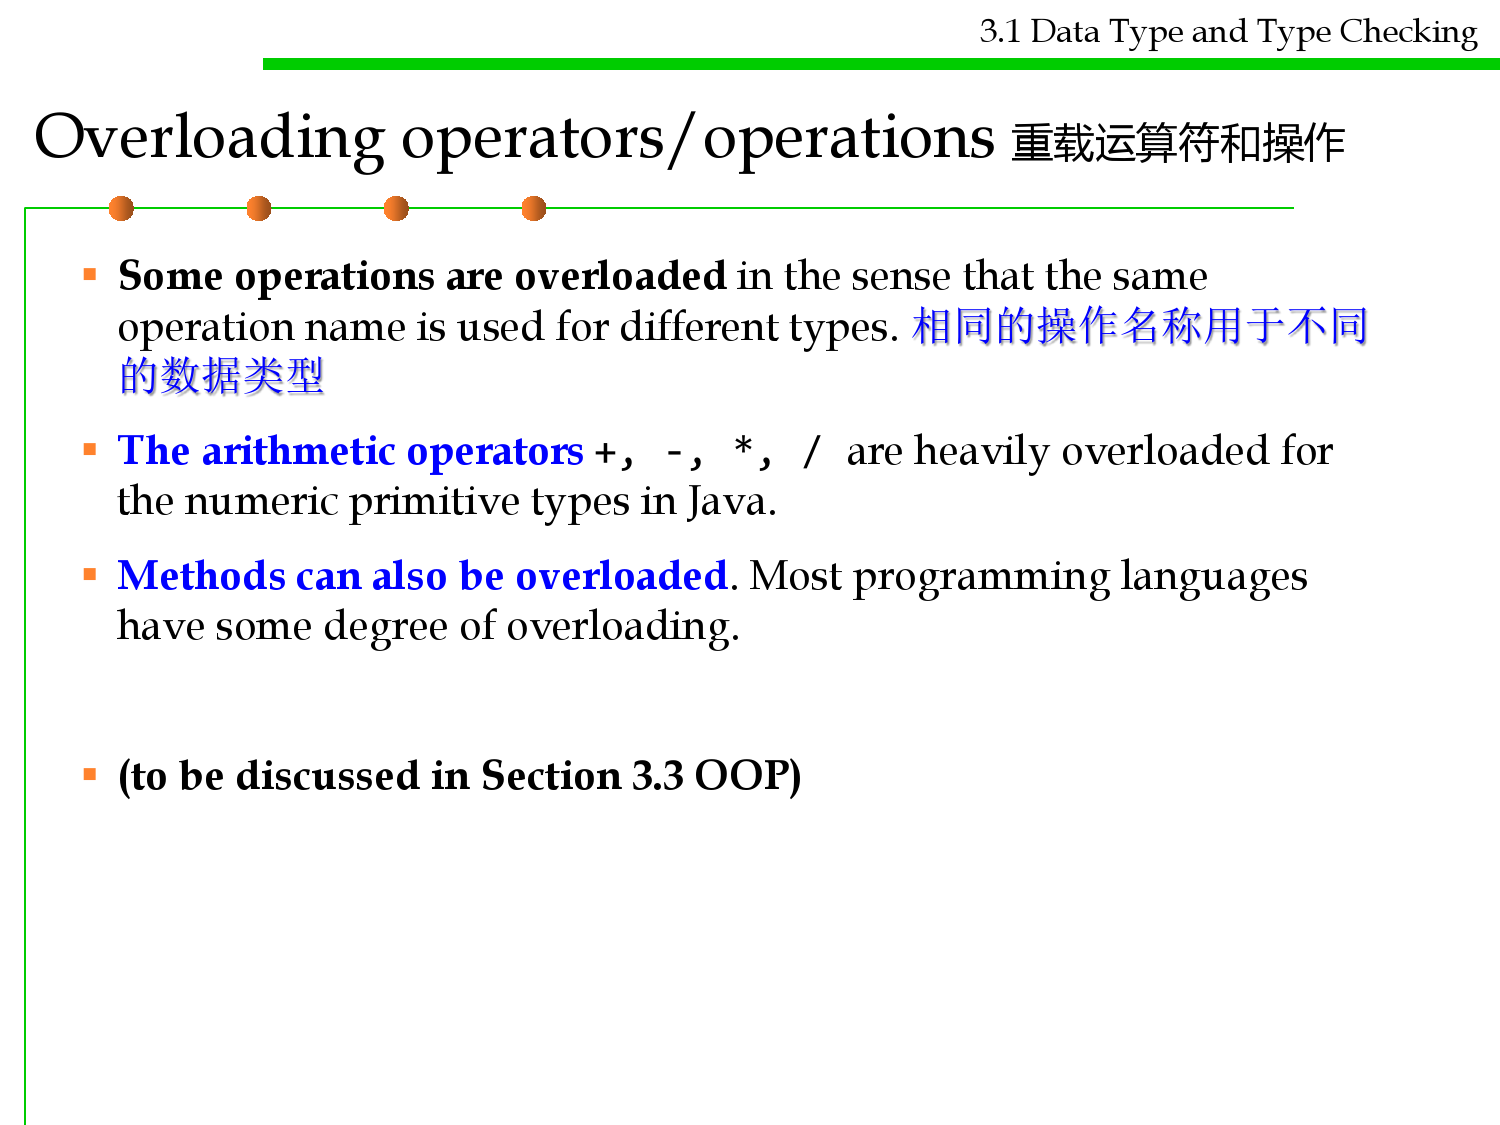 3.1 Data Type and Type Checking
Overloading operators/operations 重载运算符和操作
Some operations are overloaded in the sense that the same
operation name is used for different types. 相同的操作名称用于不同
的数据类型
The arithmetic operators +, -, *, / are heavily overloaded for
the numeric primitive types in Java.
Methods can also be overloaded. Most programming languages
have some degree of overloading.
(to be discussed in Section 3.3 OOP)